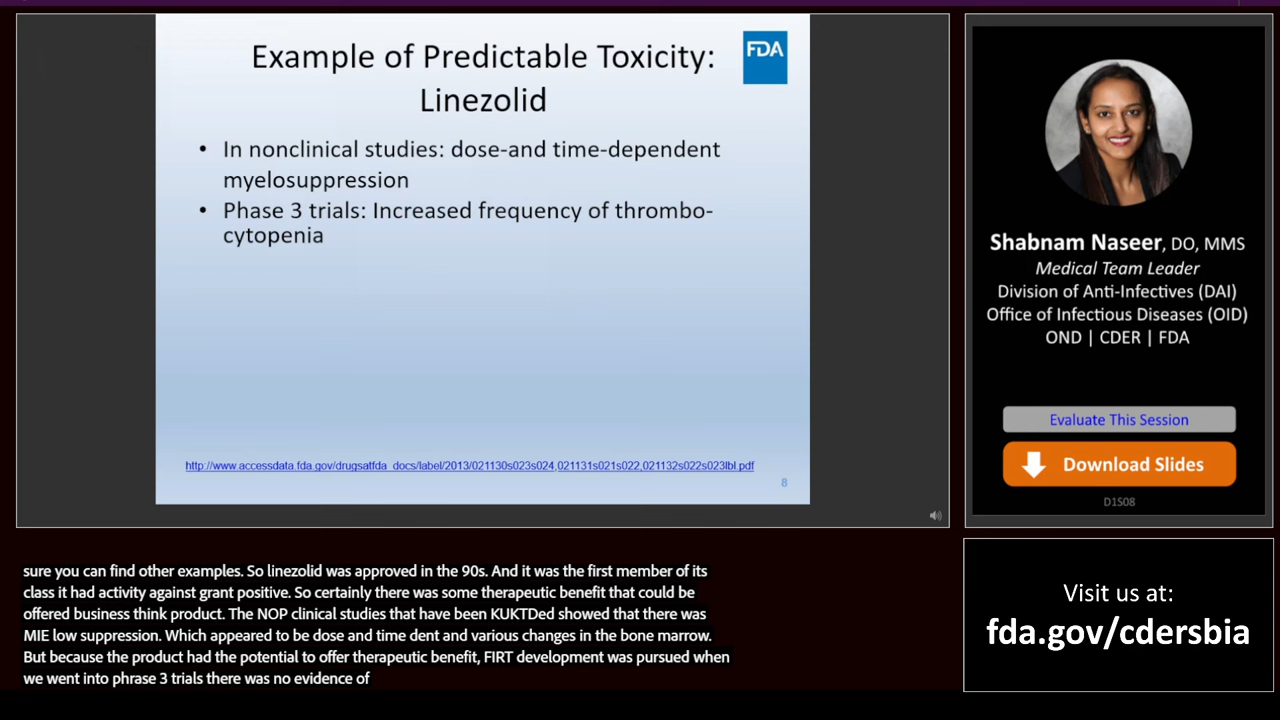 Example of Predictable Toxicity:
Linezolid
FDA
• In nonclinical studies: dose-and time-dependent
myelosuppression
• Phase 3 trials: Increased frequency of thrombo-
cytopenia
http://www.accessdata.fda.gov/drugsatfda_docs/label/2013/021130s023s024,021131s021s022,021132s022s023lbl.pdf
8
Shabnam Naseer, DO, MMS
Medical Team Leader
Division of Anti-Infectives (DAI)
Office of Infectious Diseases (OID)
OND | CDER | FDA
Evaluate This Session
Download Slides
D1S08
sure you can find other examples. So linezolid was approved in the 90s. And it was the first member of its
class it had activity against grant positive. So certainly there was some therapeutic benefit that could be
offered business think product. The NOP clinical studies that have been KUKTDed showed that there was
MIE low suppression. Which appeared to be dose and time dent and various changes in the bone marrow.
But because the product had the potential to offer therapeutic benefit, FIRT development was pursued when
we went into phrase 3 trials there was no evidence of
Visit us at:
fda.gov/cdersbia